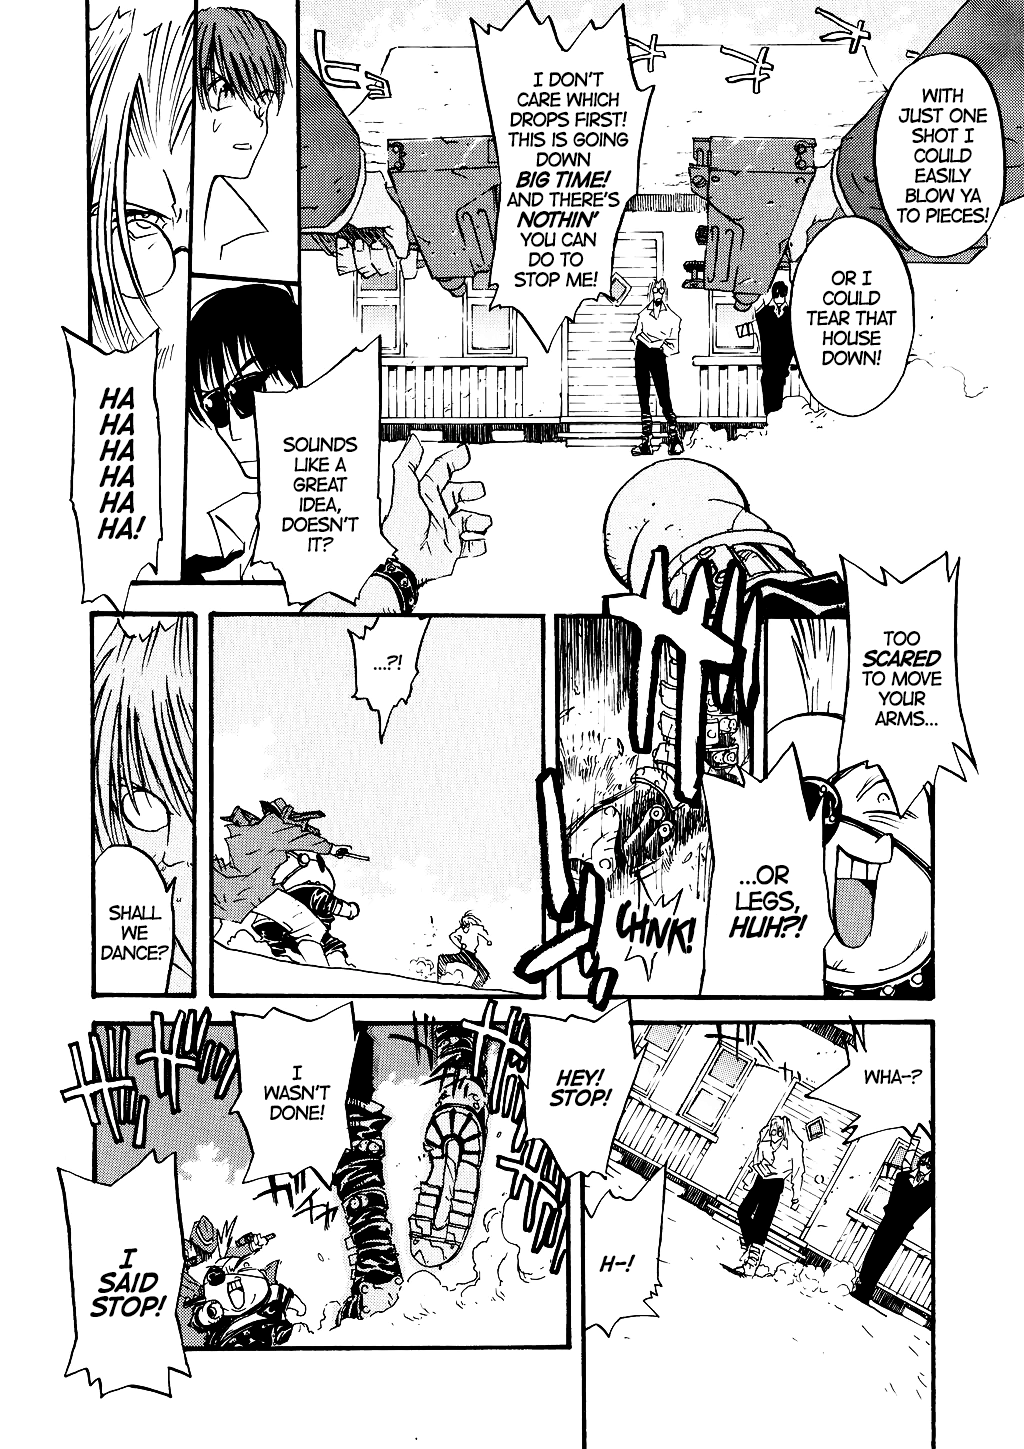 WITH
JUST ONE
SHOT I
COULD
EASILY
BLOW YA
TO PIECES!
OR I
COULD
TEAR THAT
HOUSE
DOWN!
I DON'T
CARE WHICH
DROPS FIRST!
THIS IS GOING
DOWN
BIG TIME!
AND THERE'S
NOTHIN'
YOU CAN
DO TO
STOP ME!
SOUNDS
LIKE A
GREAT
IDEA,
DOESN'T
IT?
HA
HA
HA
HA
HA
HA!
TOO
SCARED
TO MOVE
YOUR
ARMS...
...OR
LEGS,
HUH?!
CHNK!
...?!
SHALL
WE
DANCE?
WHA-?
H-!
HEY!
STOP!
I
WASN'T
DONE!
I
SAID
STOP!